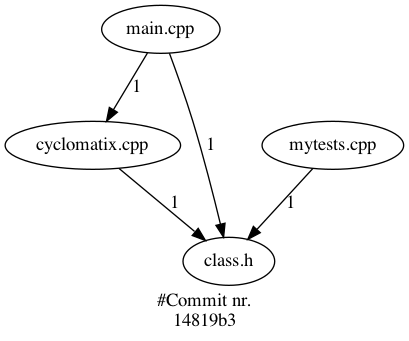 main.cpp
1
cyclomatix.cpp
1
mytests.cpp
1
1
class.h
#Commit nr.
14819b3